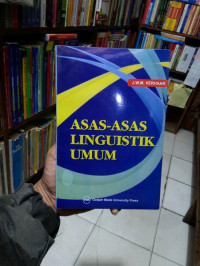 J.W.M. VERHAAR
ASAS-ASAS
LINGUISTIK
UMUM
Gadjah Mada University Press